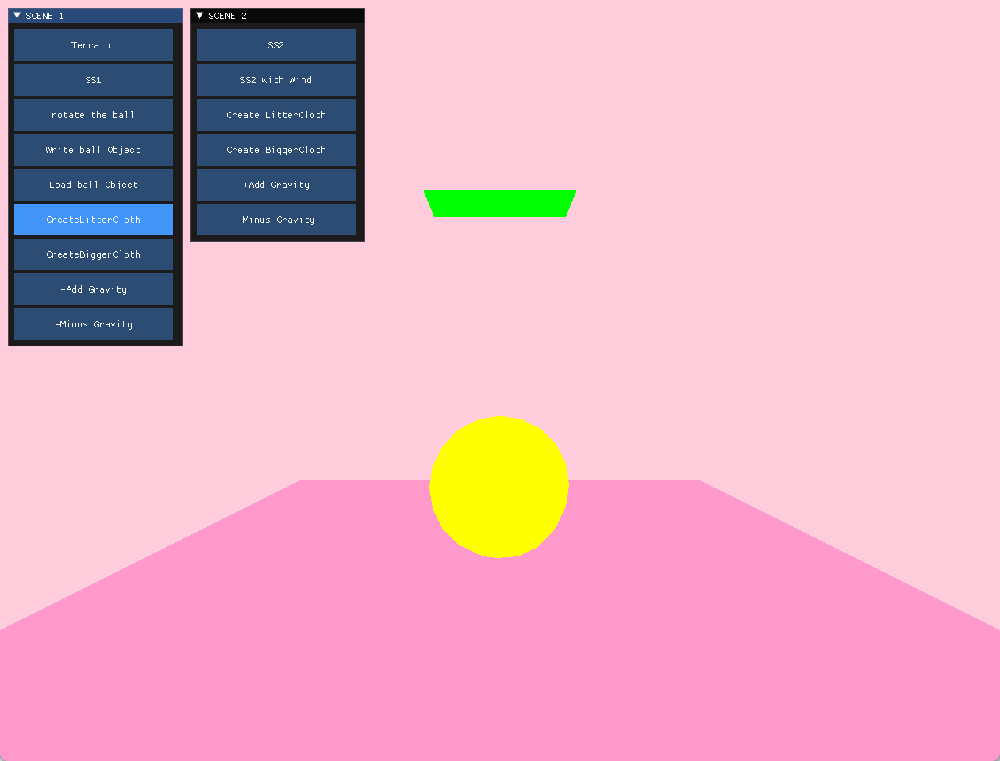 SCENE 1
Terrain
SS1
rotate the ball
Write ball Object
Load ball Object
CreateLitterCloth
CreateBiggerCloth
+Add Gravity
-Minus Gravity
SCENE 2
SS2
SS2 with Wind
Create LitterCloth
Create BiggerCloth
+Add Gravity
-Minus Gravity